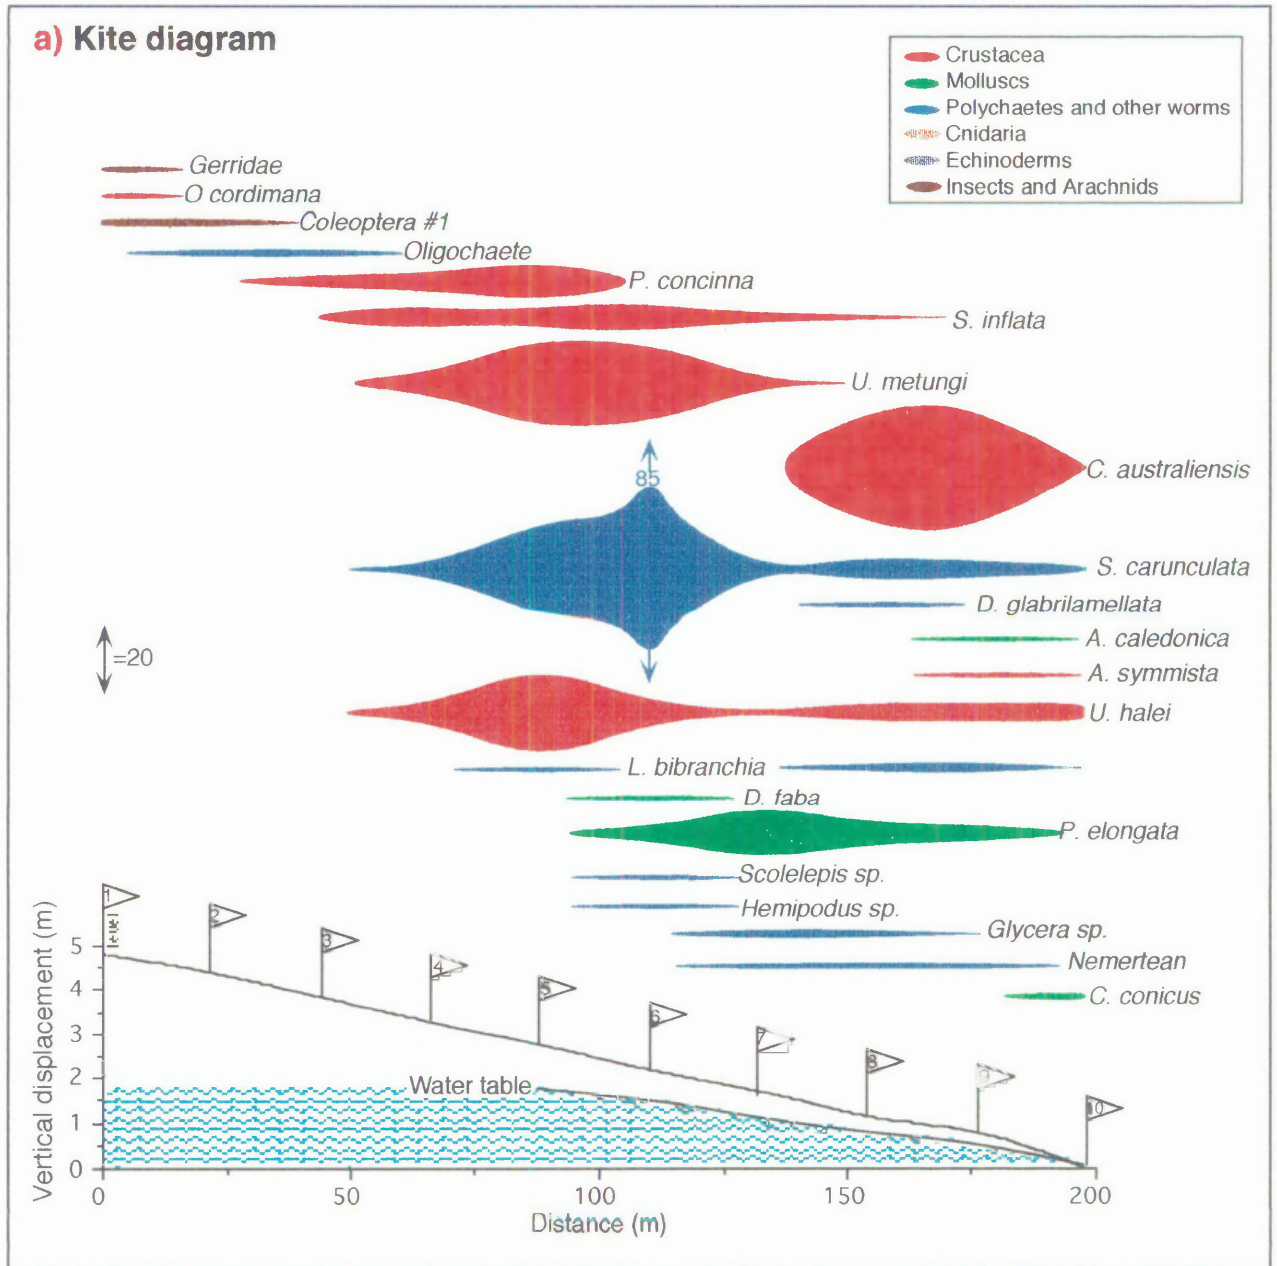 a) Kite diagram
Crustacea
Molluscs
Polychaetes and other worms
Cnidaria
Echinoderms
Insects and Arachnids
Gerridae
O cordimana
Coleoptera #1
Oligochaete
P. concinna
S. inflata
U. metungi
C. australiensis
85
S. carunculata
D. glabrilamellata
A. caledonica
=20
A. symmista
U. halei
L. bibranchia
D. faba
P. elongata
Scolelepis sp.
Hemipodus sp.
Glycera sp.
Nemertean
C. conicus
1
2
3
4
5
6
7
8
9
10
Vertical displacement (m)
5
4
3
2
1
0
Water table
0 50 100 150 200
Distance (m)